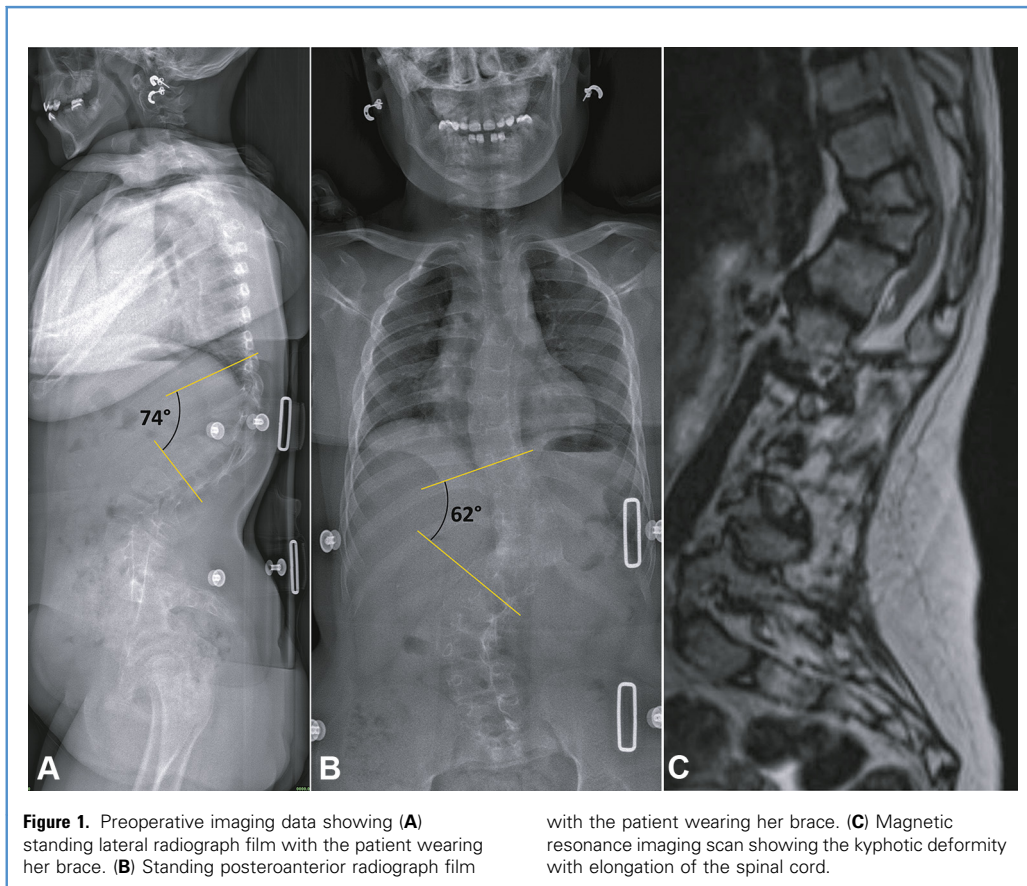 74°
62°
A
B
C
Figure 1. Preoperative imaging data showing (A)
standing lateral radiograph film with the patient wearing
her brace. (B) Standing posteroanterior radiograph film
with the patient wearing her brace. (C) Magnetic
resonance imaging scan showing the kyphotic deformity
with elongation of the spinal cord.